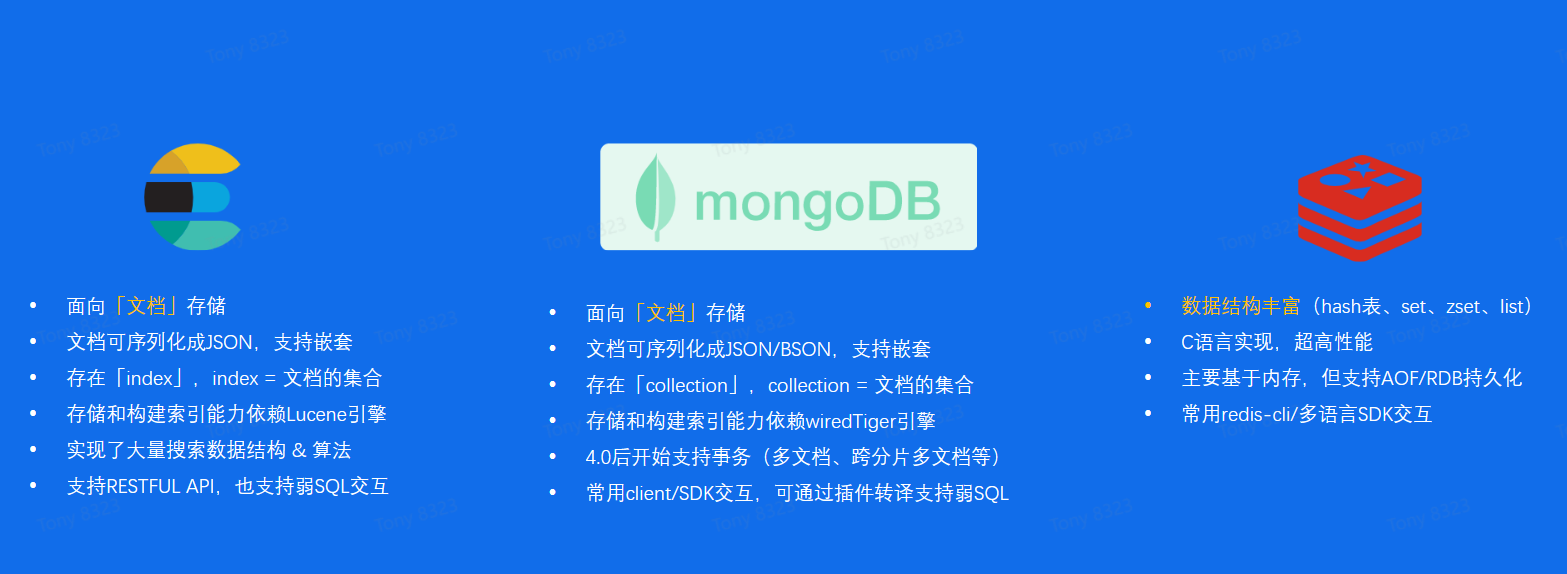 mongoDB
面向「文档」存储
文档可序列化成JSON，支持嵌套
存在「index」，index = 文档的集合
存储和构建索引能力依赖Lucene引擎
实现了大量搜索数据结构 & 算法
支持RESTFUL API，也支持弱SQL交互
面向「文档」存储
文档可序列化成JSON/BSON，支持嵌套
存在「collection」，collection = 文档的集合
存储和构建索引能力依赖wiredTiger引擎
4.0后开始支持事务（多文档、跨分片多文档等）
常用client/SDK交互，可通过插件转译支持弱SQL
数据结构丰富（hash表、set、zset、list）
C语言实现，超高性能
主要基于内存，但支持AOF/RDB持久化
常用redis-cli/多语言SDK交互
Tony 8323